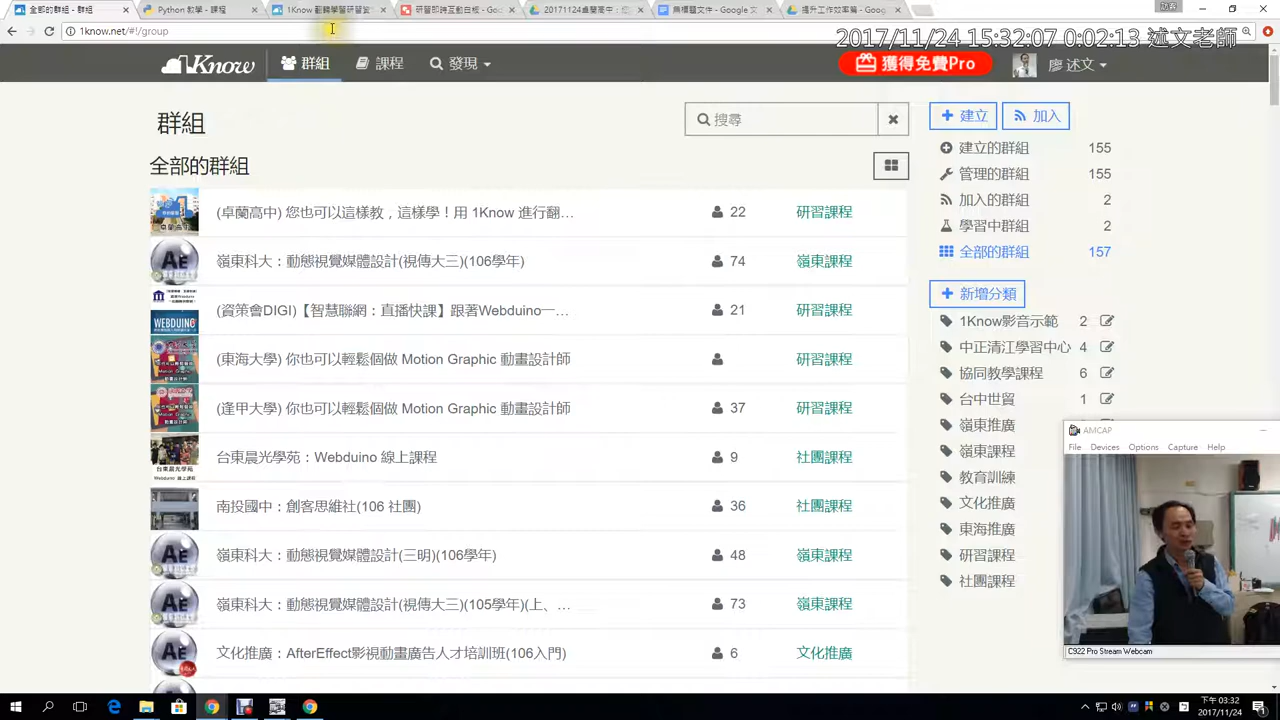 全部的群組 - 群組
Python 教學 - 課程
1Know 翻轉學習研習資
研習即時互動白板 - Goo
20171124卓蘭高中：癌
無標題文件 - Google 文
提升工作效率編 - Goog
1know.net/#!/group
2017/11/24 15:32:07 0:02:13 述文老師
1Know
群組
課程
發現
獲得免費Pro
廖 述文
群組
搜尋
建立
加入
全部的群組
建立的群組 155
管理的群組 155
加入的群組 2
學習中群組 2
全部的群組 157
新增分類
1Know影音示範 2
中正清江學習中心 4
協同教學課程 6
台中世貿 1
嶺東推廣
嶺東課程
教育訓練
文化推廣
東海推廣
研習課程
社團課程
(卓蘭高中) 您也可以這樣教，這樣學！用 1Know 進行翻… 22 研習課程
嶺東中：動態視覺媒體設計(視傳大三)(106學年) 74 嶺東課程
(資策會DIGI)【智慧聯網：直播快課】跟著Webduino一… 21 研習課程
WEBDUINO
(東海大學) 你也可以輕鬆個做 Motion Graphic 動畫設計師 研習課程
(逢甲大學) 你也可以輕鬆個做 Motion Graphic 動畫設計師 37 研習課程
台東晨光學苑：Webduino 線上課程 9 社團課程
台東晨光學苑
Webduino 線上課程
南投國中：創客思維社(106 社團) 36 社團課程
嶺東科大：動態視覺媒體設計(三明)(106學年) 48 嶺東課程
嶺東科大：動態視覺媒體設計(視傳大三)(105學年)(上、… 73 嶺東課程
文化推廣：AfterEffect影視動畫廣告人才培訓班(106入門) 6 文化推廣
AE
AE
AE
AMCAP
File Devices Options Capture Help
C922 Pro Stream Webcam
下午 03:32
2017/11/24